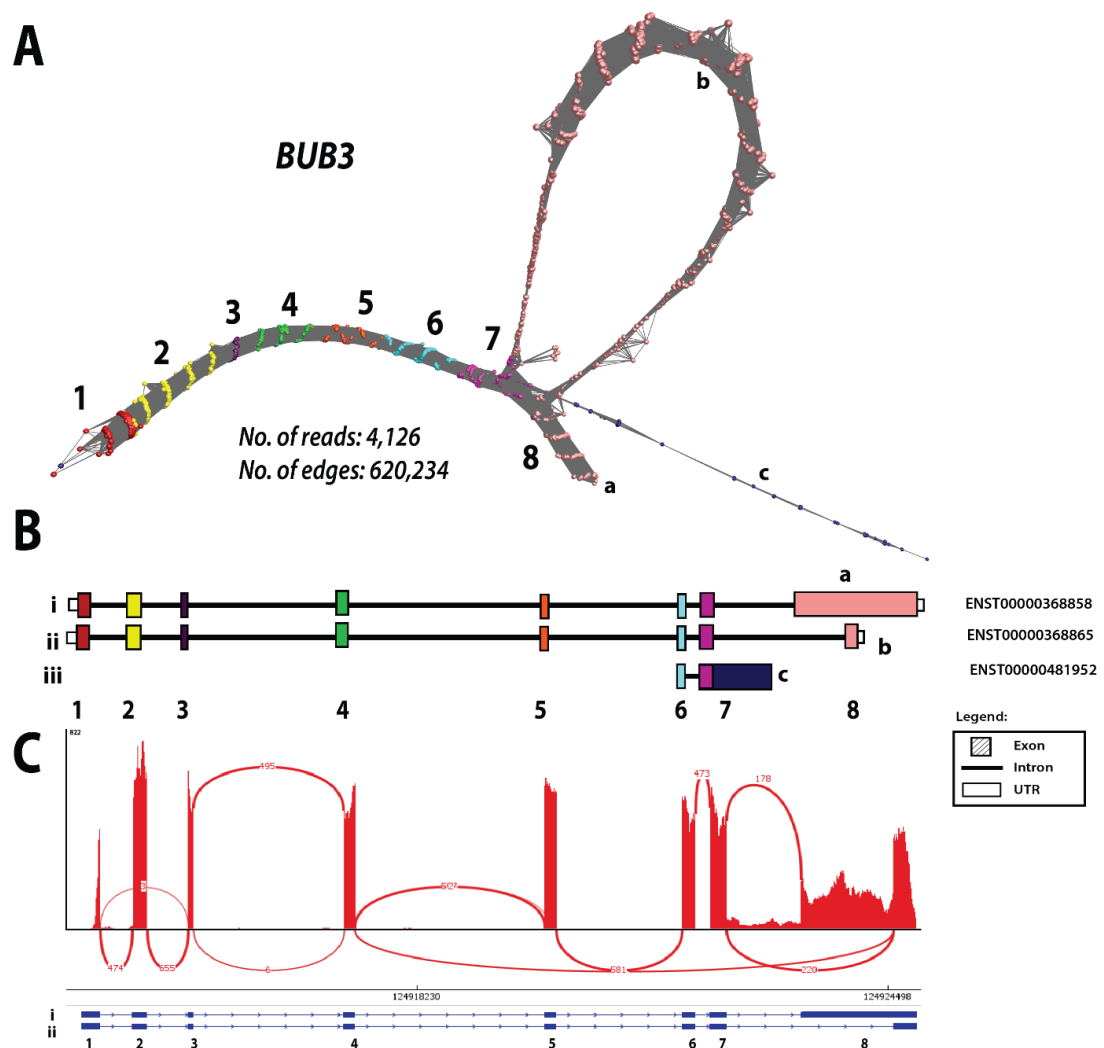 A
b
BUB3
7
3
4
5
6
2
1
No. of reads: 4,126
No. of edges: 620,234
8
a
c
B
a
i
ENST00000368858
ii
b
ENST00000368865
iii
c
ENST00000481952
1 2 3 4 5 6 7 8
Legend:
Exon
Intron
UTR
C
822
495
473
178
474
655
6
581
220
124918230
124924498
i
ii
1 2 3 4 5 6 7 8